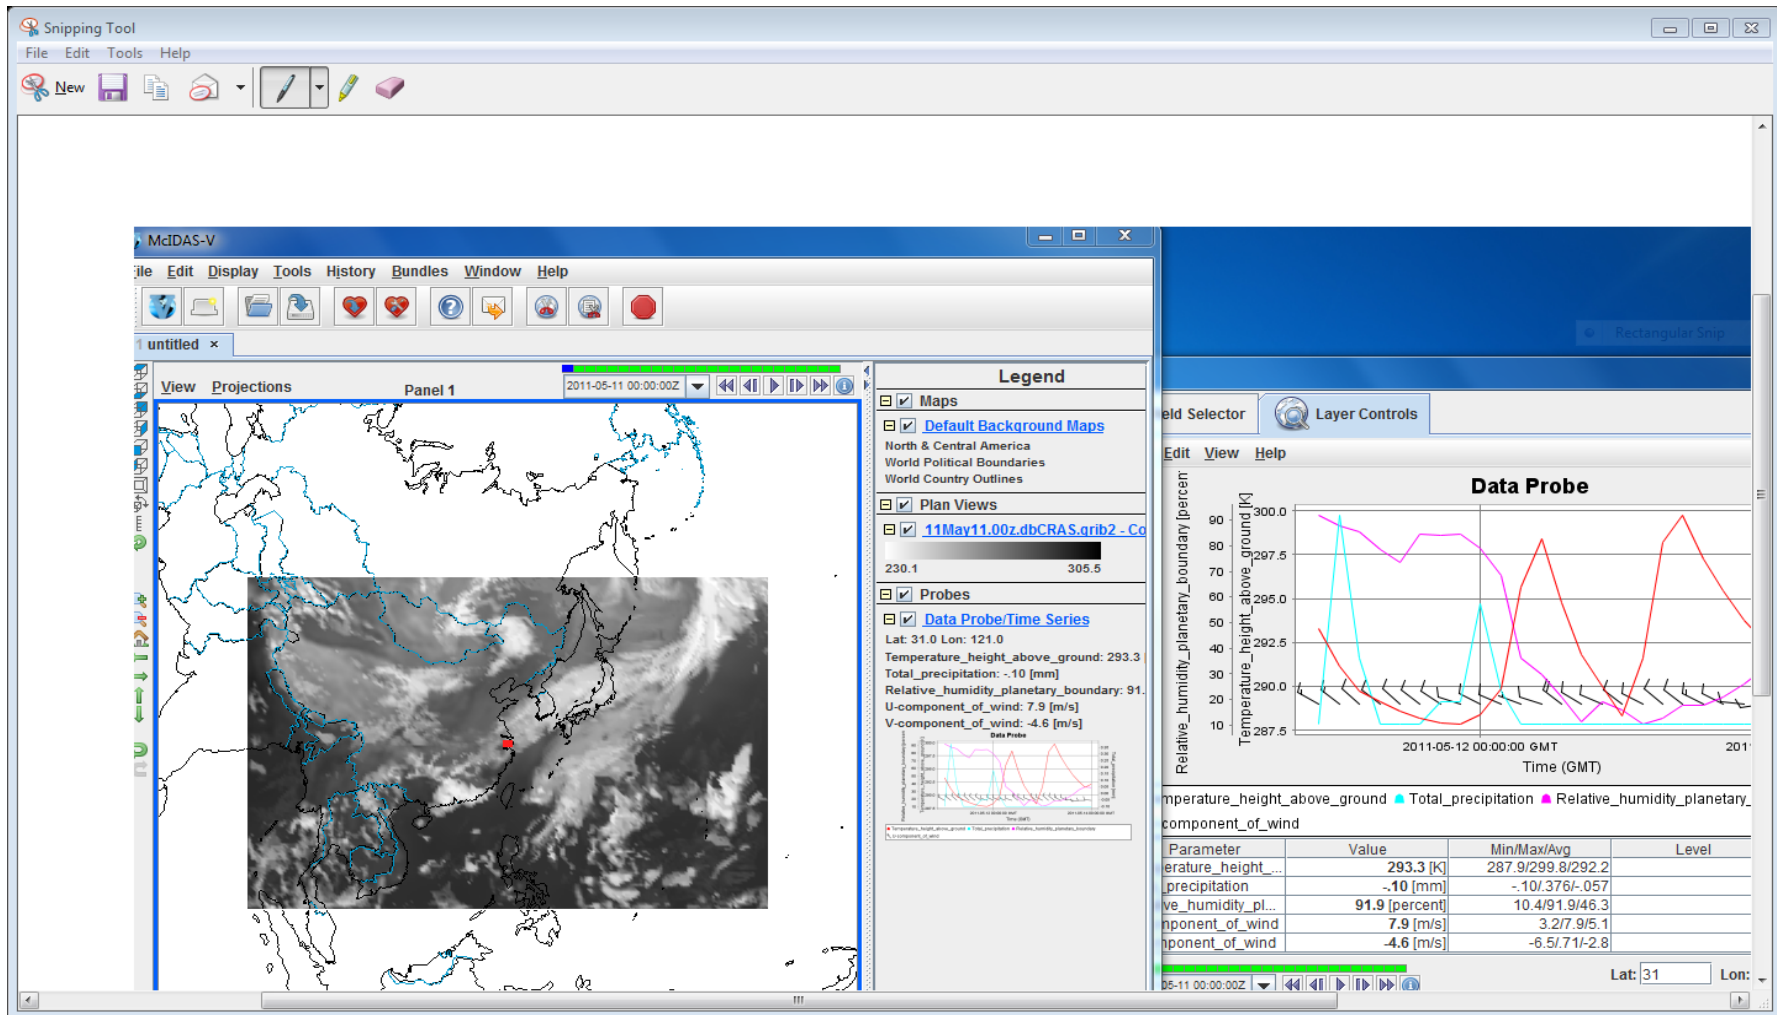 Snipping Tool
File Edit Tools Help
New
McIDAS-V
File Edit Display Tools History Bundles Window Help
Rectangular Snip
1 untitled ×
View Projections Panel 1 2011-05-11 00:00:00Z
Legend
Maps
Default Background Maps
North & Central America
World Political Boundaries
World Country Outlines
Plan Views
11May11.00z.dbCRAS.grib2 - Co
230.1 305.5
Probes
Data Probe/Time Series
Lat: 31.0 Lon: 121.0
Temperature_height_above_ground: 293.3
Total_precipitation: -.10 [mm]
Relative_humidity_planetary_boundary: 91.
U-component_of_wind: 7.9 [m/s]
V-component_of_wind: -4.6 [m/s]
Data Probe
eld Selector Layer Controls
Edit View Help
Data Probe
Relative_humidity_planetary_boundary [percen
90
80
70
60
50
40
30
20
10
Temperature_height_above_ground [K]
300.0
297.5
295.0
292.5
290.0
287.5
2011-05-12 00:00:00 GMT 201
Time (GMT)
mperature_height_above_ground Total_precipitation Relative_humidity_planetary_
component_of_wind
Parameter Value Min/Max/Avg Level
erature_height_... 293.3 [K] 287.9/299.8/292.2
_precipitation -.10 [mm] -.10/.376/-.057
ve_humidity_pl... 91.9 [percent] 10.4/91.9/46.3
mponent_of_wind 7.9 [m/s] 3.2/7.9/5.1
mponent_of_wind -4.6 [m/s] -6.5/.71/-2.8
Lat: 31 Lon:
05-11 00:00:00Z